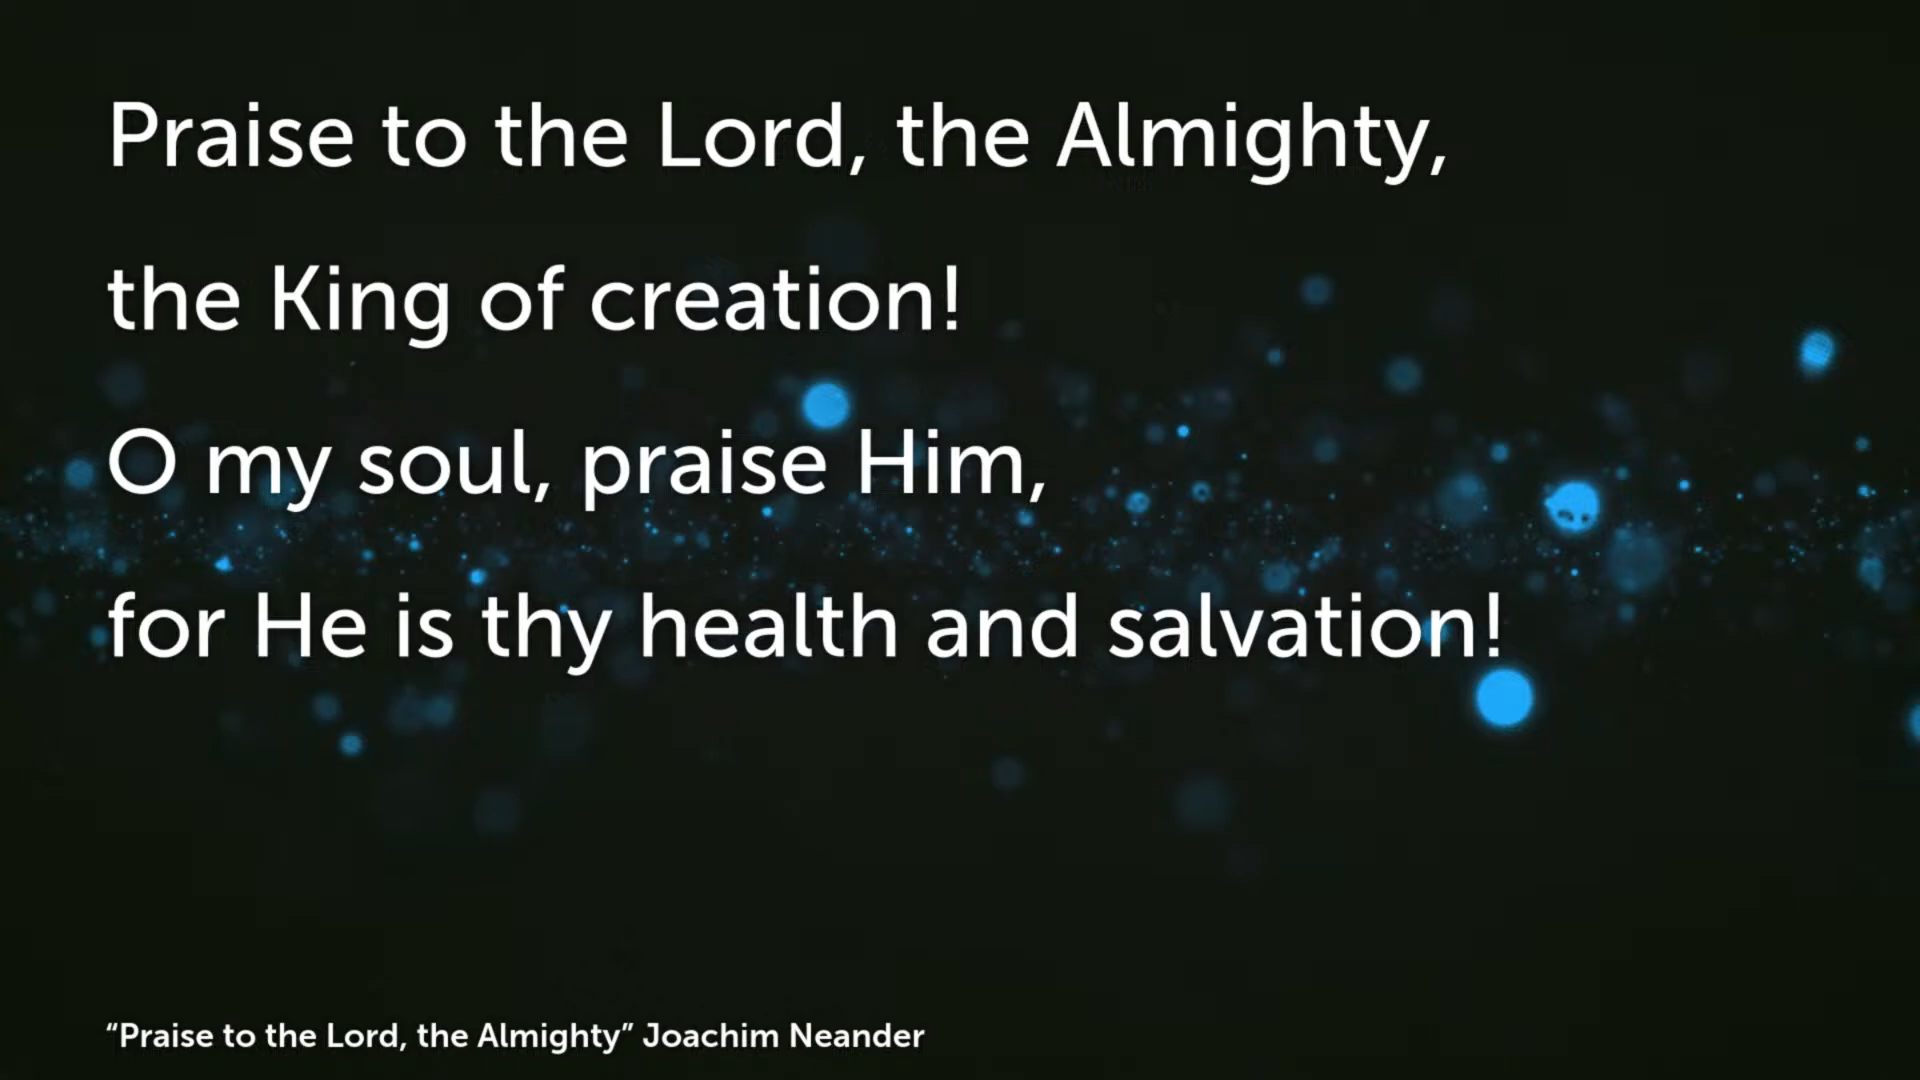 Praise to the Lord, the Almighty,
the King of creation!
O my soul, praise Him,
for He is thy health and salvation!
“Praise to the Lord, the Almighty” Joachim Neander